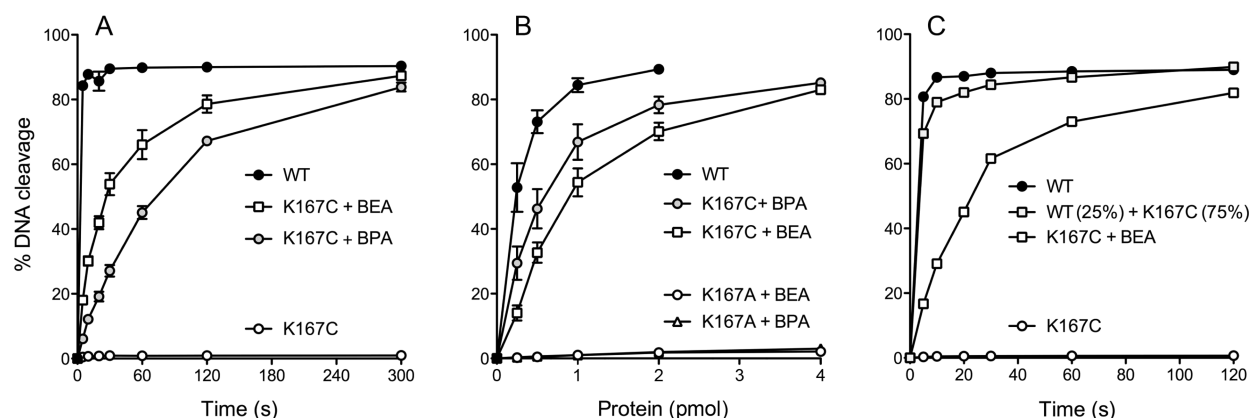 A
% DNA cleavage
100
80
60
40
20
0
0
60
120
180
240
300
Time (s)
WT
K167C + BEA
K167C + BPA
K167C
B
100
80
60
40
20
0
0
1
2
3
4
Protein (pmol)
WT
K167C+ BPA
K167C + BEA
K167A + BEA
K167A + BPA
C
100
80
60
40
20
0
0
20
40
60
80
100
120
Time (s)
WT
WT (25%) + K167C (75%)
K167C + BEA
K167C